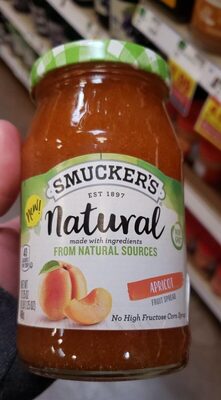 SMUCKER'S
EST 1897
New!
Natural
made with ingredients
FROM NATURAL SOURCES
APRICOT
FRUIT SPREAD
No High Fructose Corn Syrup